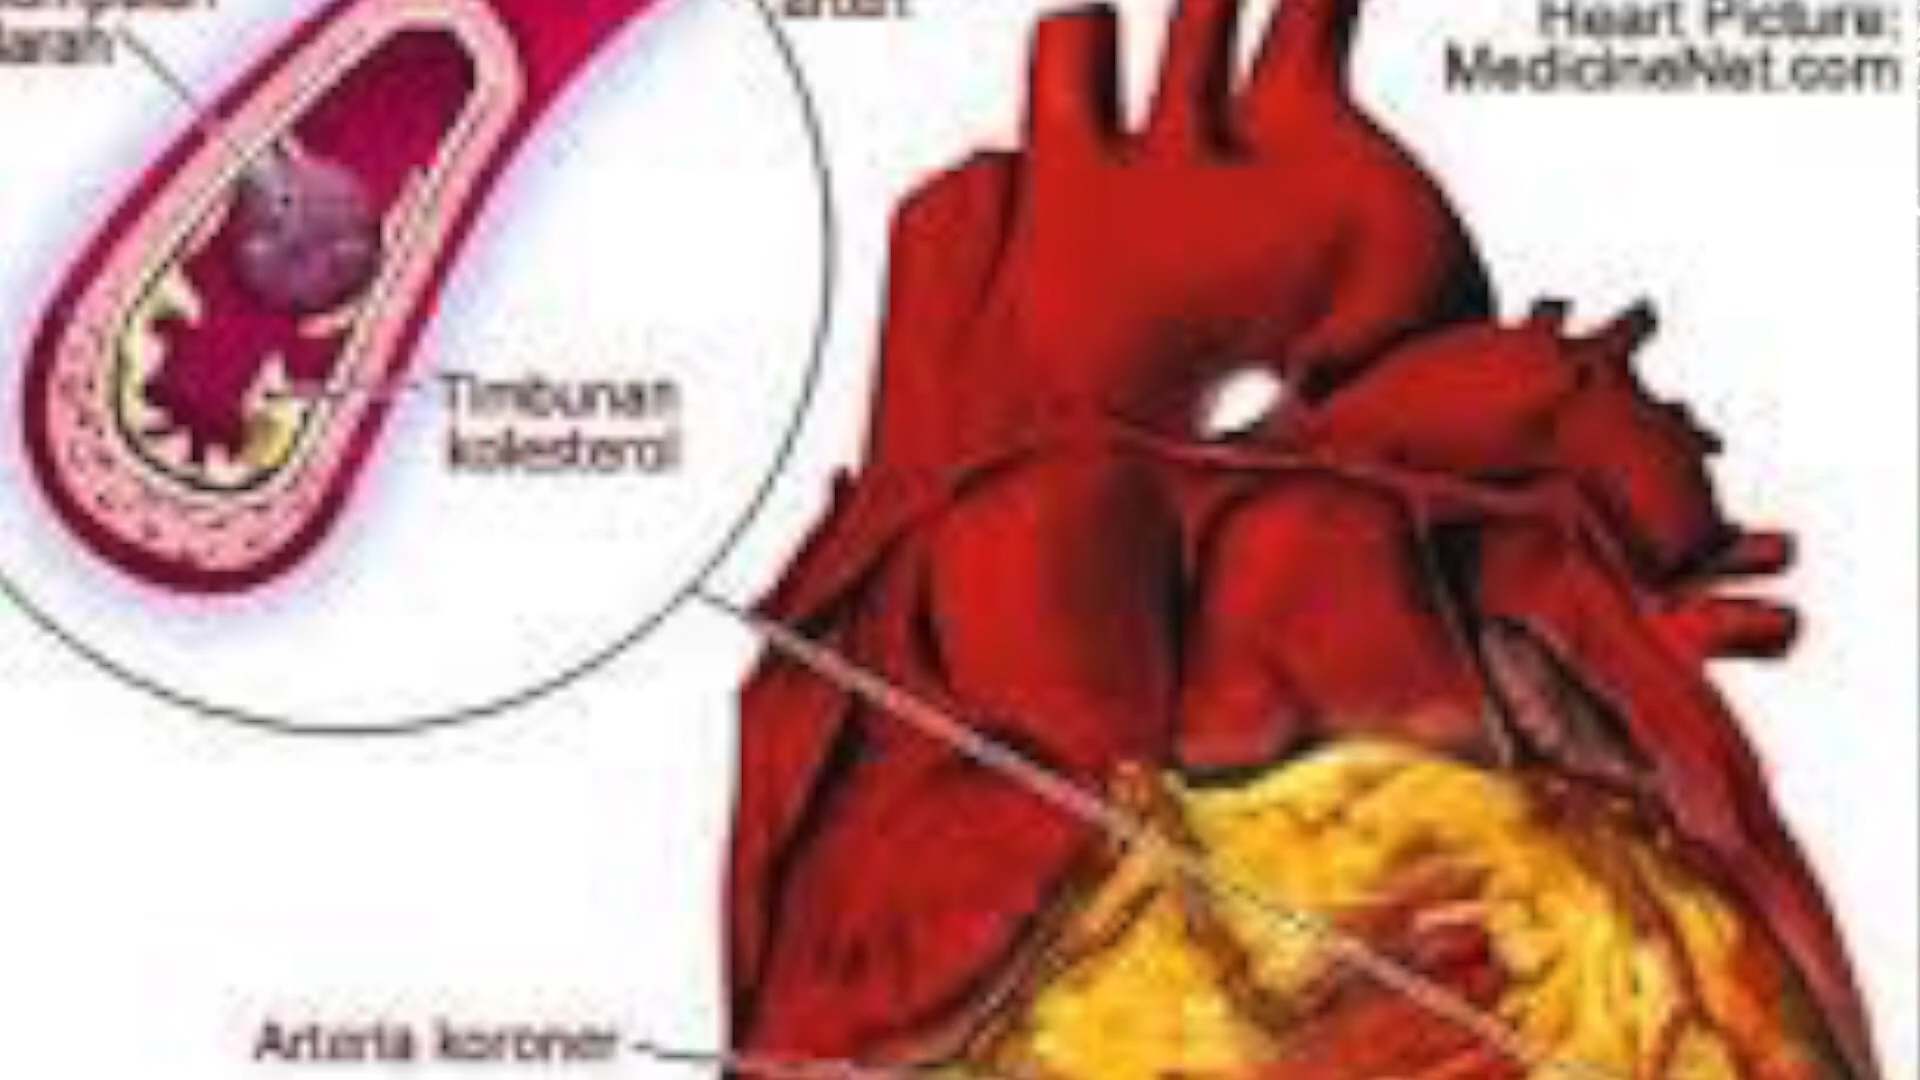 Heart Picture:
MedicineNet.com
Timbunan
kolesterol
Arteria koroner